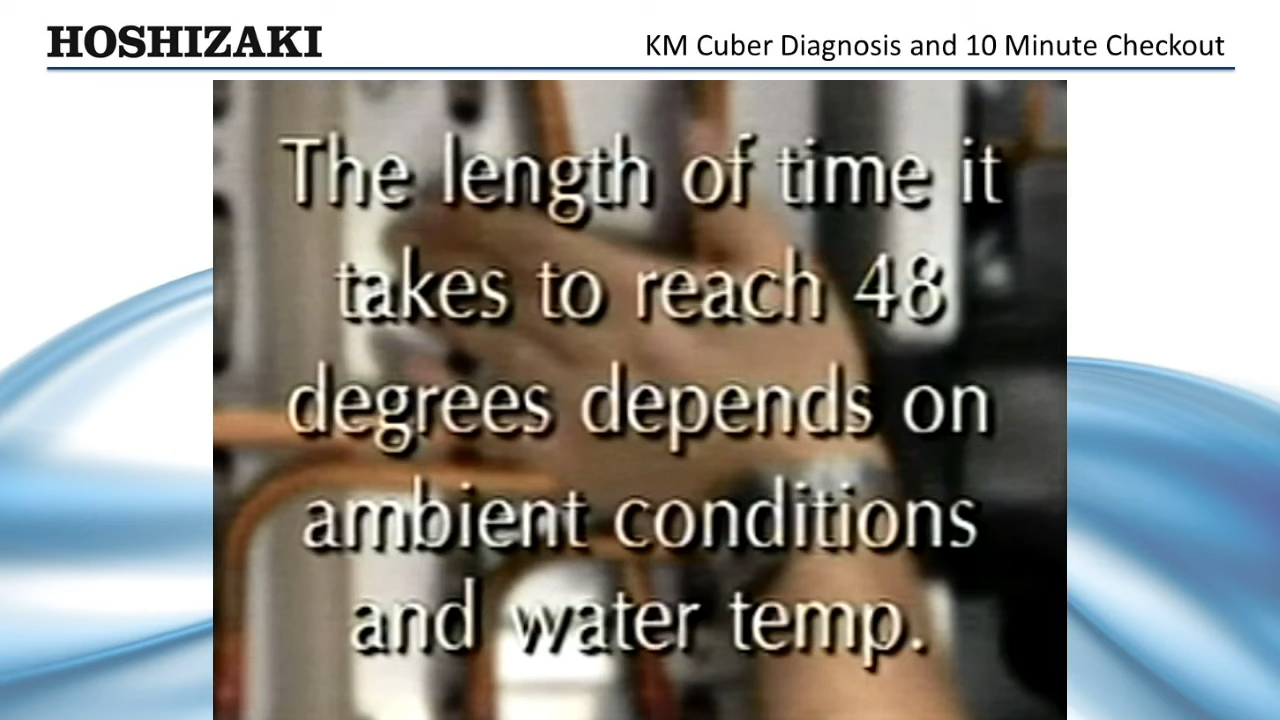 HOSHIZAKI
KM Cuber Diagnosis and 10 Minute Checkout
The length of time it
takes to reach 48
degrees depends on
ambient conditions
and water temp.